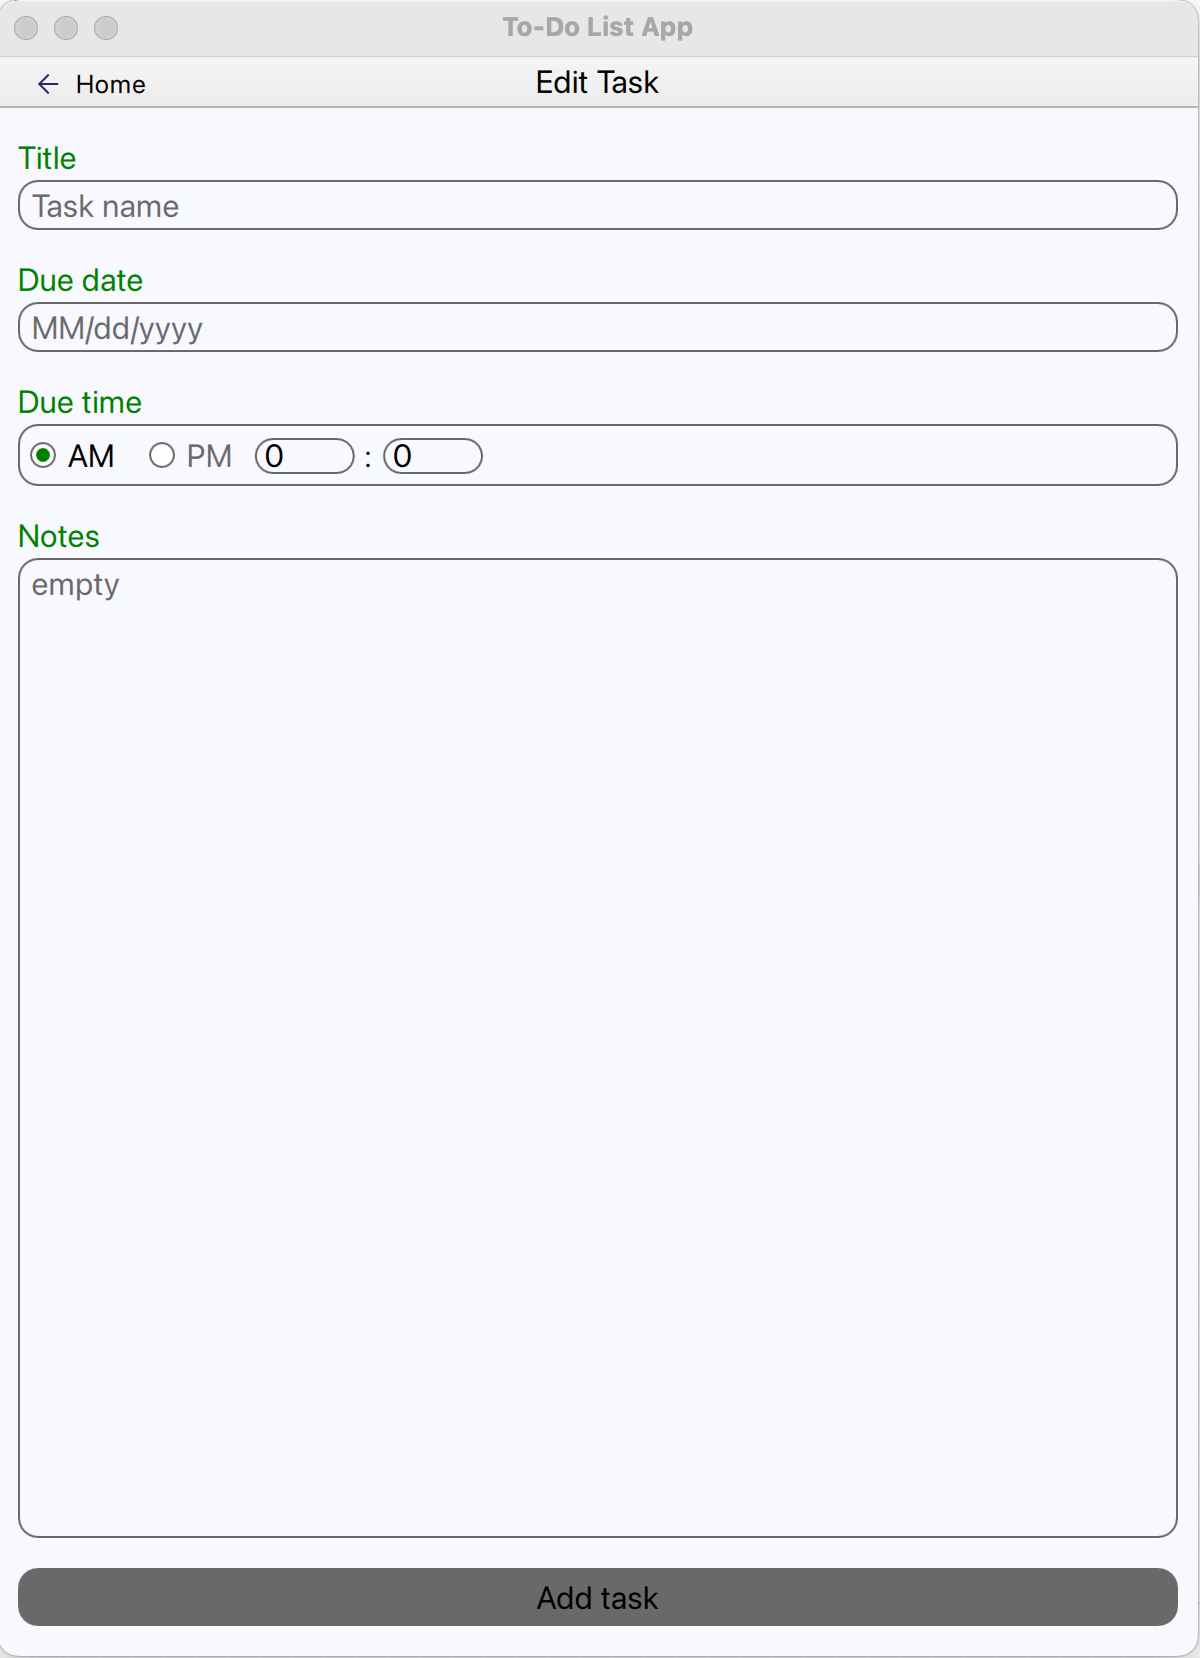 To-Do List App
← Home
Edit Task
Title
Task name
Due date
MM/dd/yyyy
Due time
AM PM 0 : 0
Notes
empty
Add task